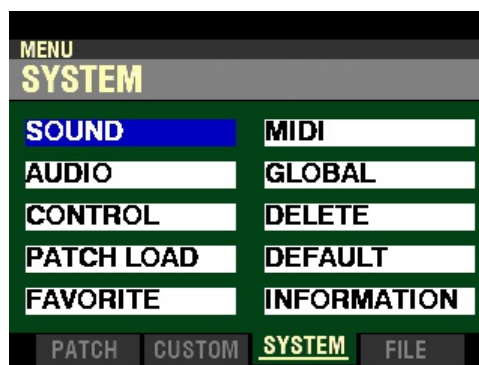 MENU
SYSTEM
SOUND MIDI
AUDIO GLOBAL
CONTROL DELETE
PATCH LOAD DEFAULT
FAVORITE INFORMATION
PATCH CUSTOM SYSTEM FILE